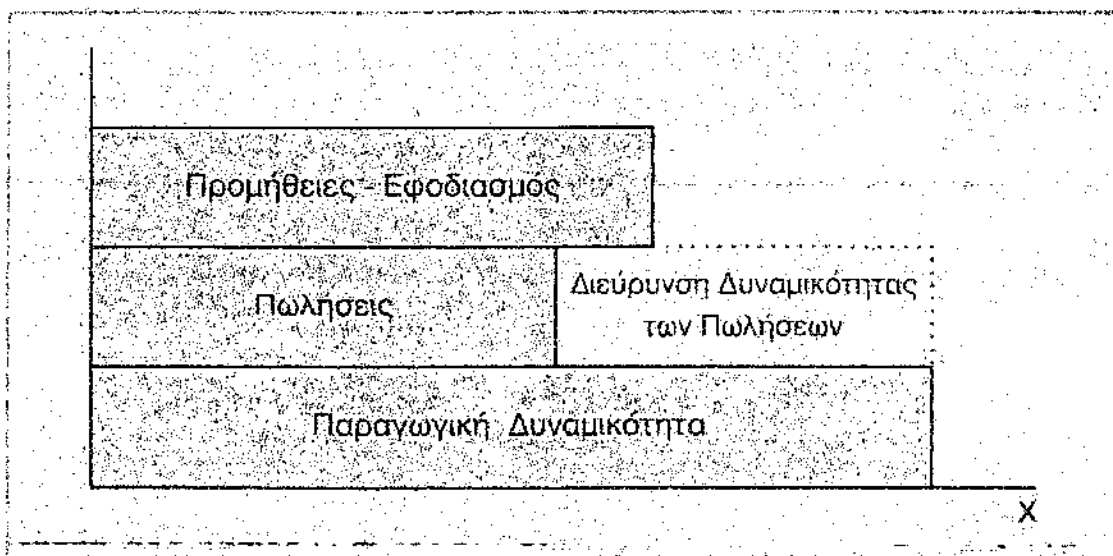 Προμήθειες - Εφοδιασμός
Πωλήσεις
Διεύρυνση Δυναμικότητας
των Πωλήσεων
Παραγωγική Δυναμικότητα
X